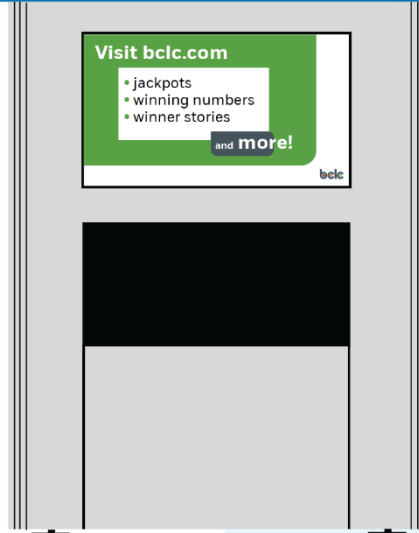 Visit bclc.com
• jackpots
• winning numbers
• winner stories
and more!
bclc